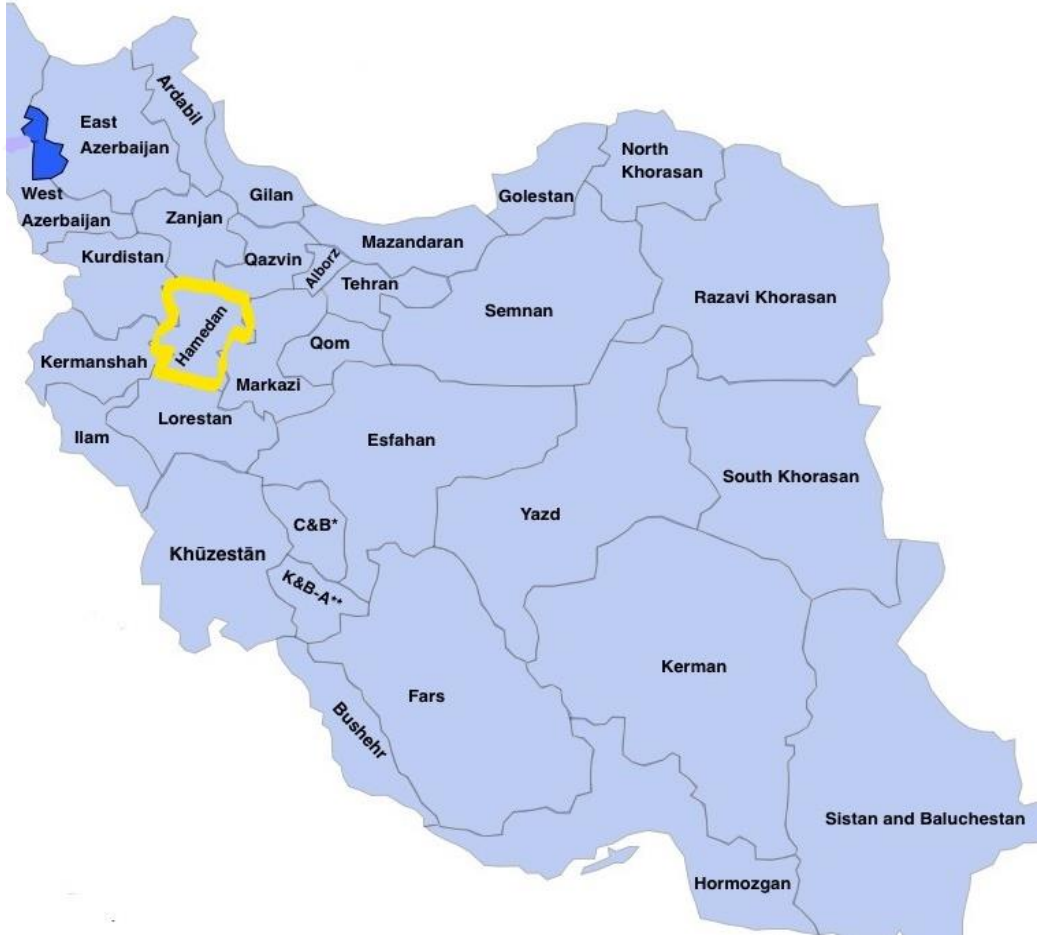 Ardabil
East
Azerbaijan
North
Khorasan
West
Azerbaijan
Gilan
Golestan
Zanjan
Mazandaran
Kurdistan
Qazvin
Alborz
Tehran
Razavi Khorasan
Semnan
Hamedan
Qom
Kermanshah
Markazi
Lorestan
Ilam
Esfahan
South Khorasan
Yazd
C&B*
Khūzestān
K&B-A**
Kerman
Fars
Bushehr
Sistan and Baluchestan
Hormozgan